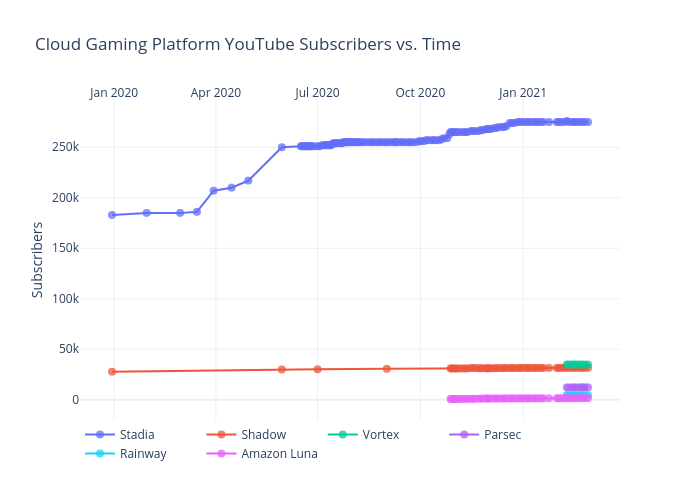 Cloud Gaming Platform YouTube Subscribers vs. Time
Jan 2020 Apr 2020 Jul 2020 Oct 2020 Jan 2021
250k
200k
150k
100k
50k
0
Subscribers
Stadia Shadow Vortex Parsec
Rainway Amazon Luna